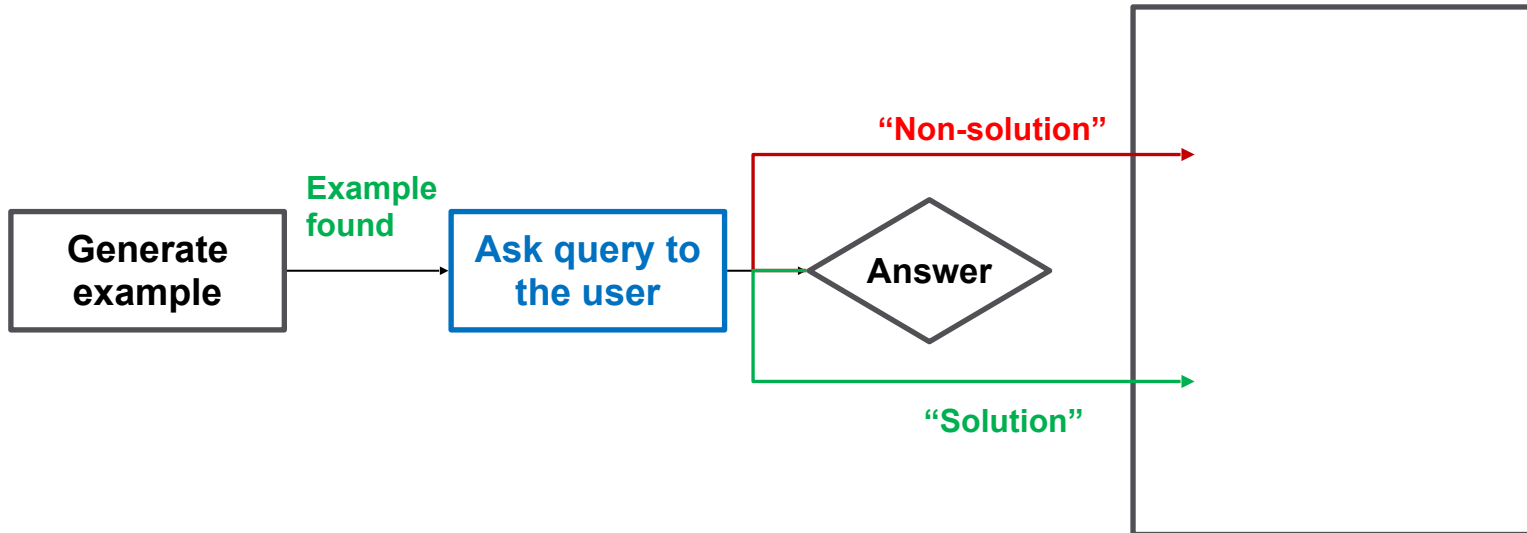 “Non-solution”
Example
found
Generate
example
Ask query to
the user
Answer
“Solution”